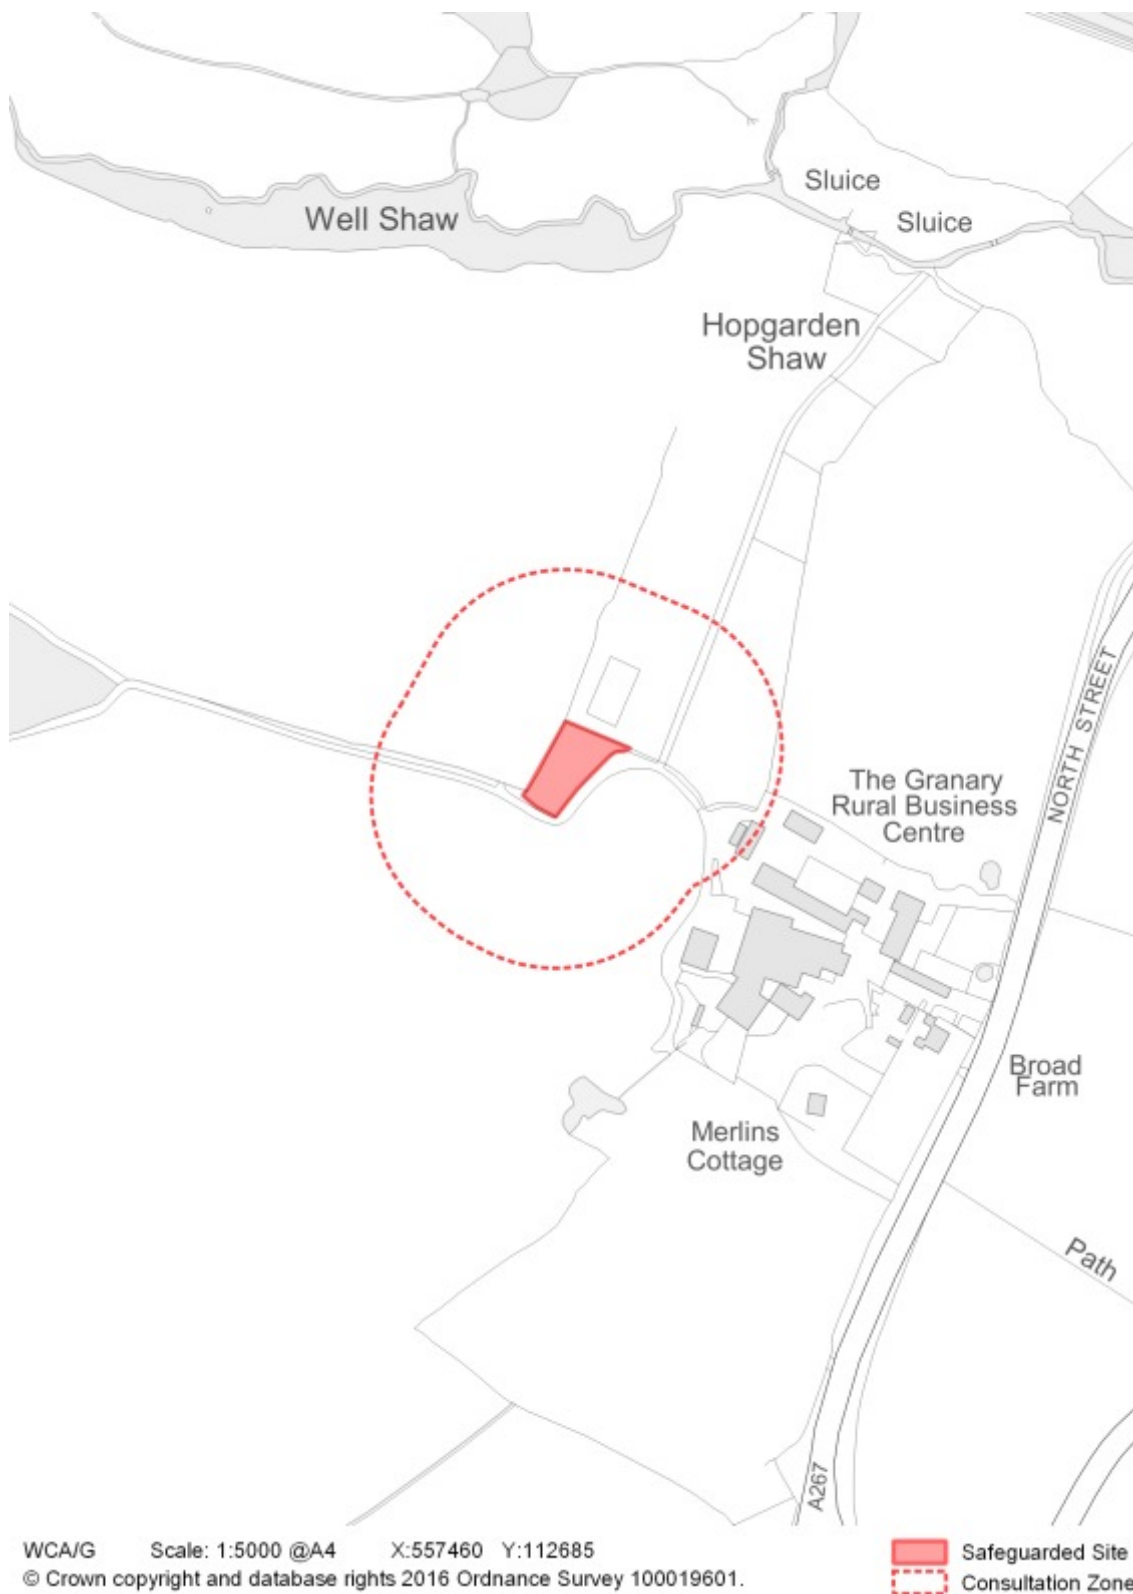 Sluice
Sluice
Well Shaw
Hopgarden
Shaw
NORTH STREET
The Granary
Rural Business
Centre
Broad
Farm
Merlins
Cottage
Path
A267
WCA/G Scale: 1:5000 @A4 X:557460 Y:112685
© Crown copyright and database rights 2016 Ordnance Survey 100019601.
Safeguarded Site
Consultation Zone